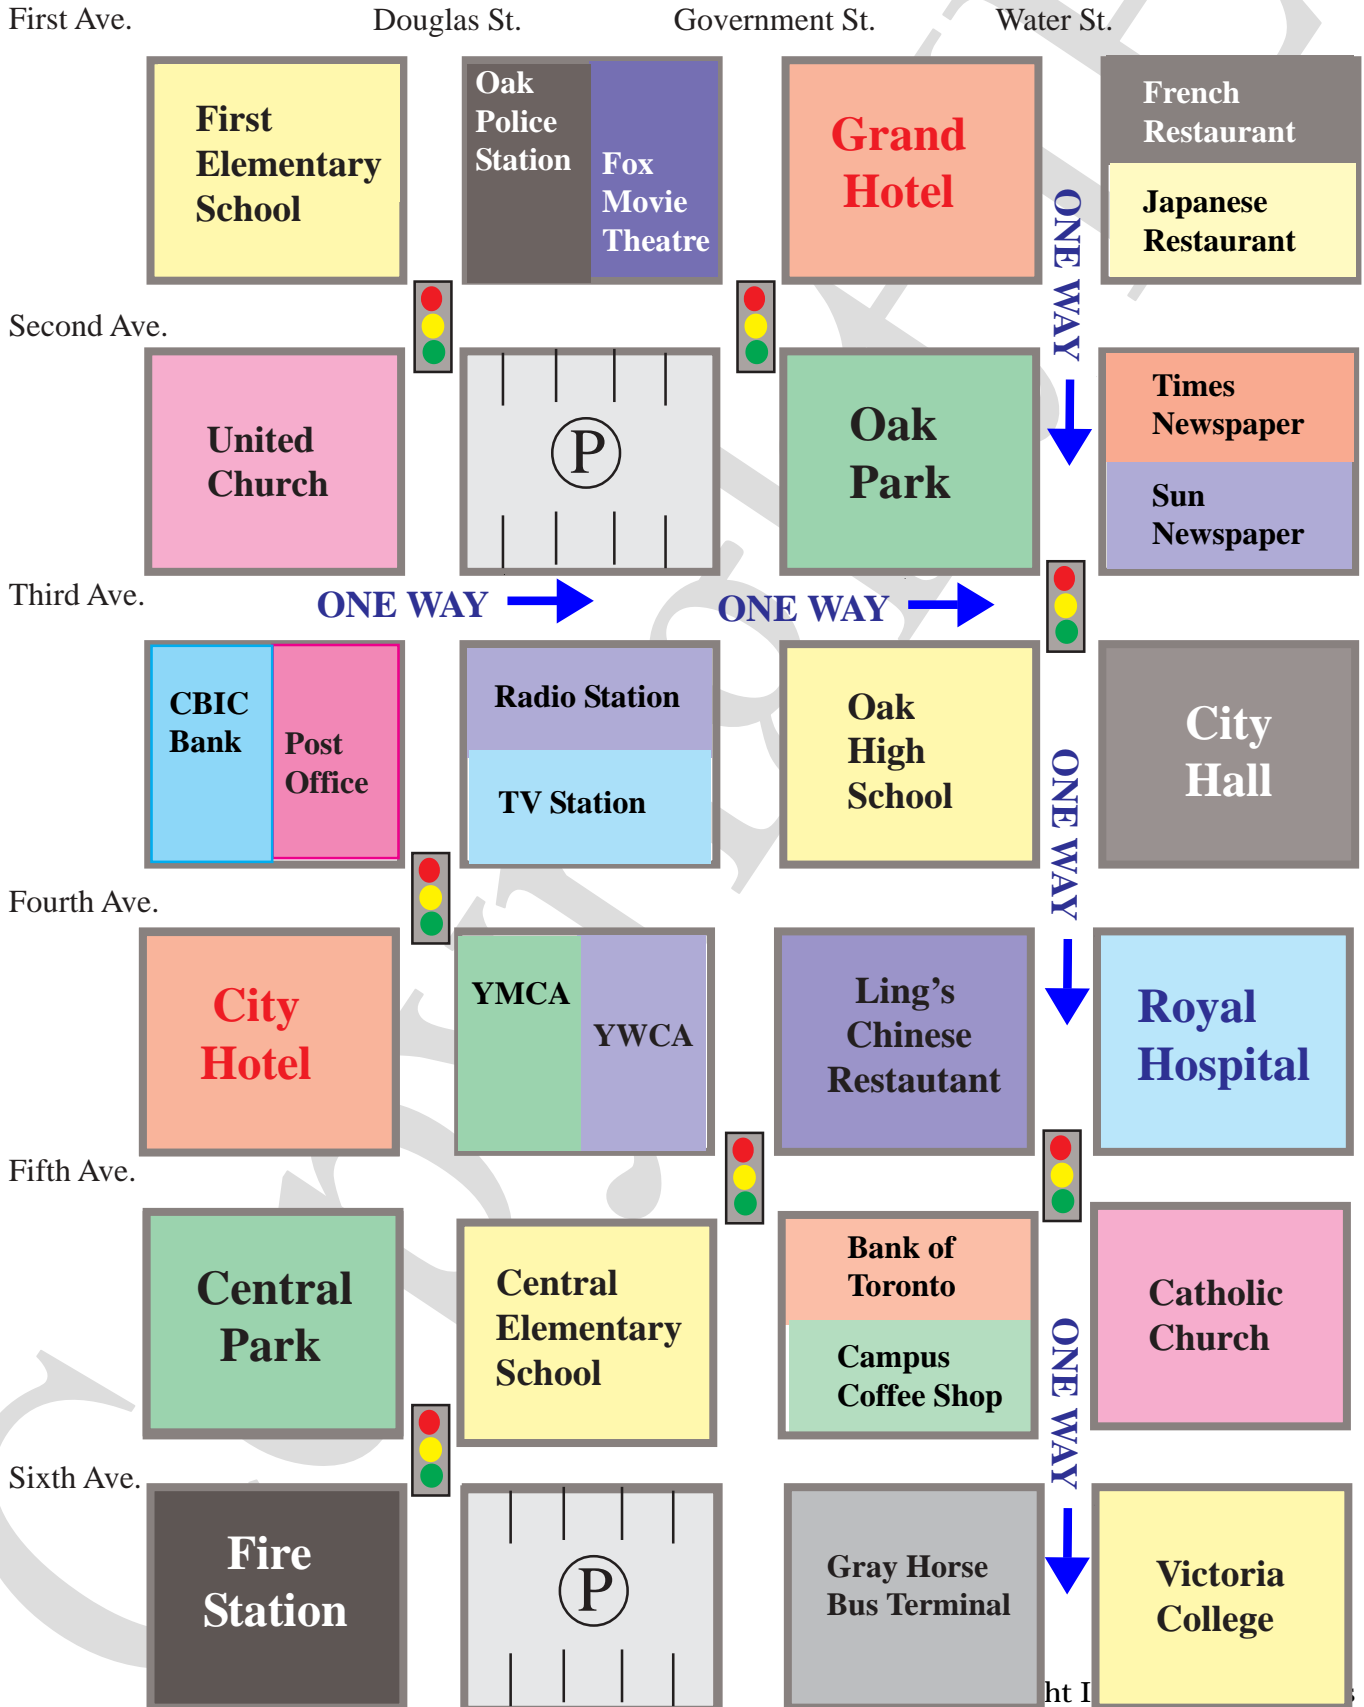 First Ave.
Douglas St.
Government St.
Water St.
First
Elementary
School
Oak
Police
Station
Fox
Movie
Theatre
Grand
Hotel
French
Restaurant
Japanese
Restaurant
ONE WAY
Second Ave.
United
Church
P
Oak
Park
Times
Newspaper
Sun
Newspaper
Third Ave.
ONE WAY
ONE WAY
CBIC
Bank
Post
Office
Radio Station
TV Station
Oak
High
School
City
Hall
ONE WAY
Fourth Ave.
City
Hotel
YMCA
YWCA
Ling's
Chinese
Restautant
Royal
Hospital
Fifth Ave.
Central
Park
Central
Elementary
School
Bank of
Toronto
Campus
Coffee Shop
Catholic
Church
ONE WAY
Sixth Ave.
Fire
Station
P
Gray Horse
Bus Terminal
Victoria
College